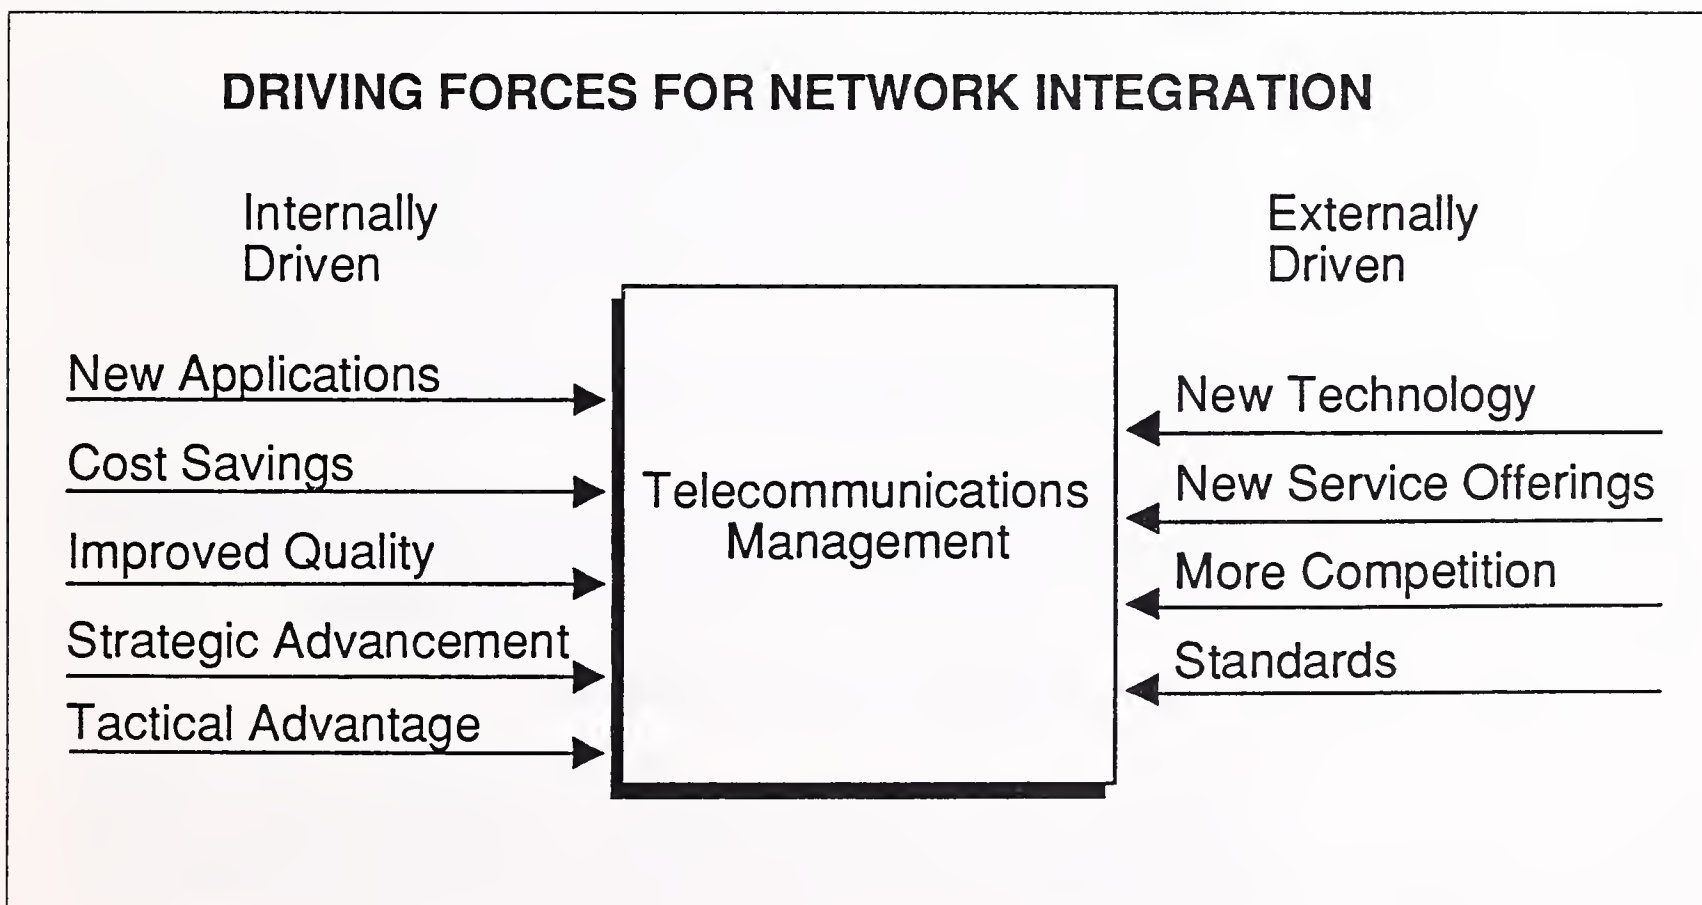 DRIVING FORCES FOR NETWORK INTEGRATION
Internally
Driven
New Applications
Cost Savings
Improved Quality
Strategic Advancement
Tactical Advantage
Telecommunications
Management
Externally
Driven
New Technology
New Service Offerings
More Competition
Standards